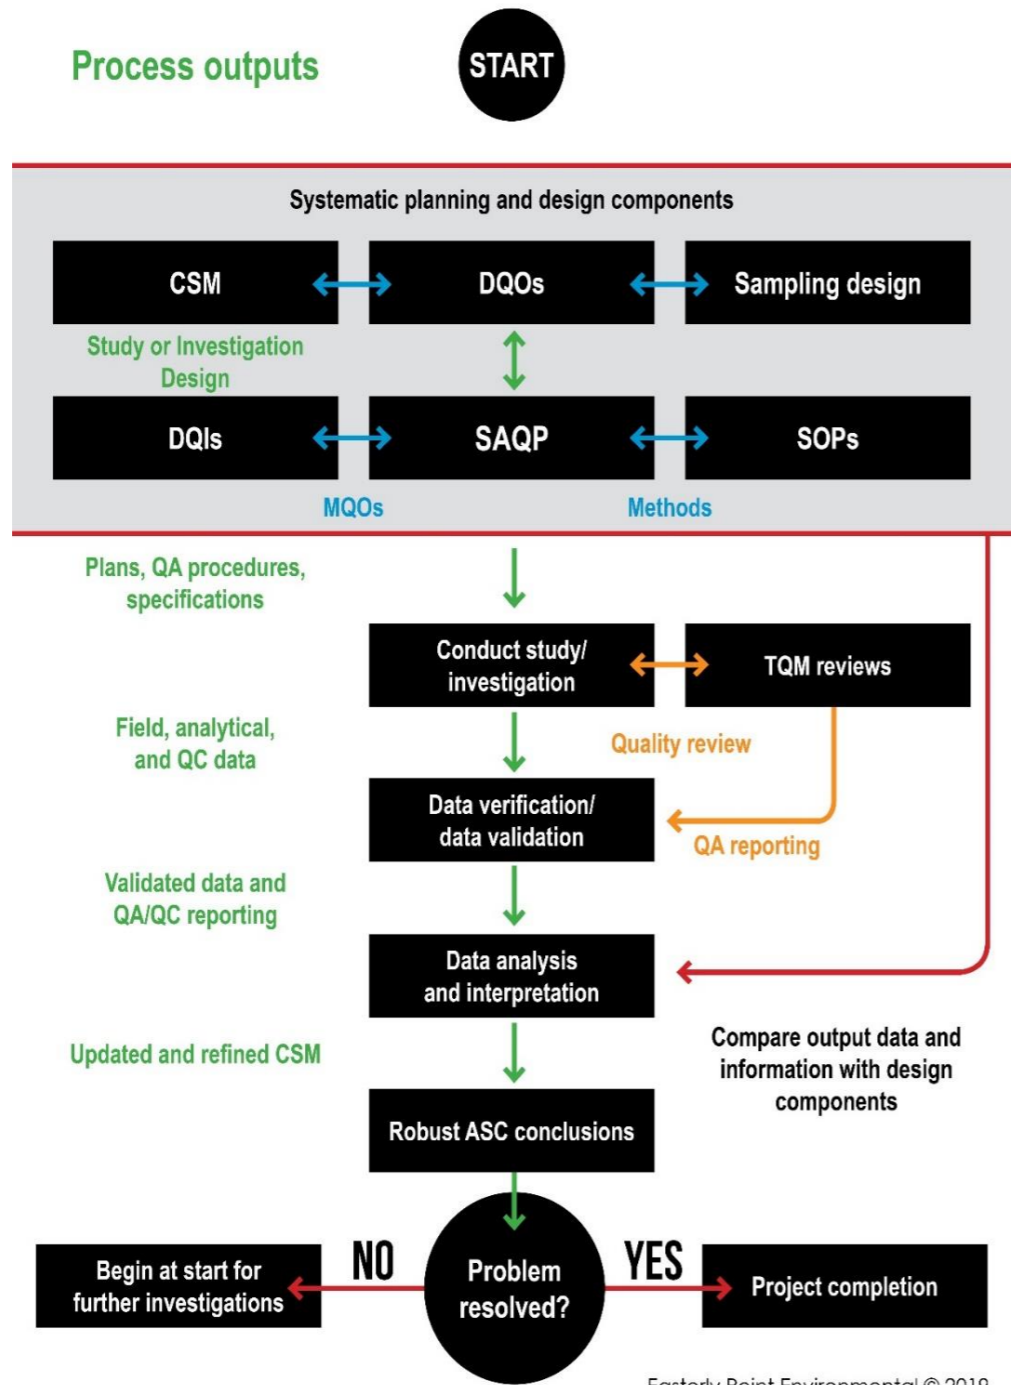 Process outputs
START
Systematic planning and design components
CSM
DQOs
Sampling design
Study or Investigation
Design
DQIs
SAQP
SOPs
MQOs
Methods
Plans, QA procedures,
specifications
Conduct study/
investigation
TQM reviews
Field, analytical,
and QC data
Quality review
Data verification/
data validation
QA reporting
Validated data and
QA/QC reporting
Data analysis
and interpretation
Updated and refined CSM
Compare output data and
information with design
components
Robust ASC conclusions
Begin at start for
further investigations
NO
Problem
resolved?
YES
Project completion
Easterly Point Environmental © 2019